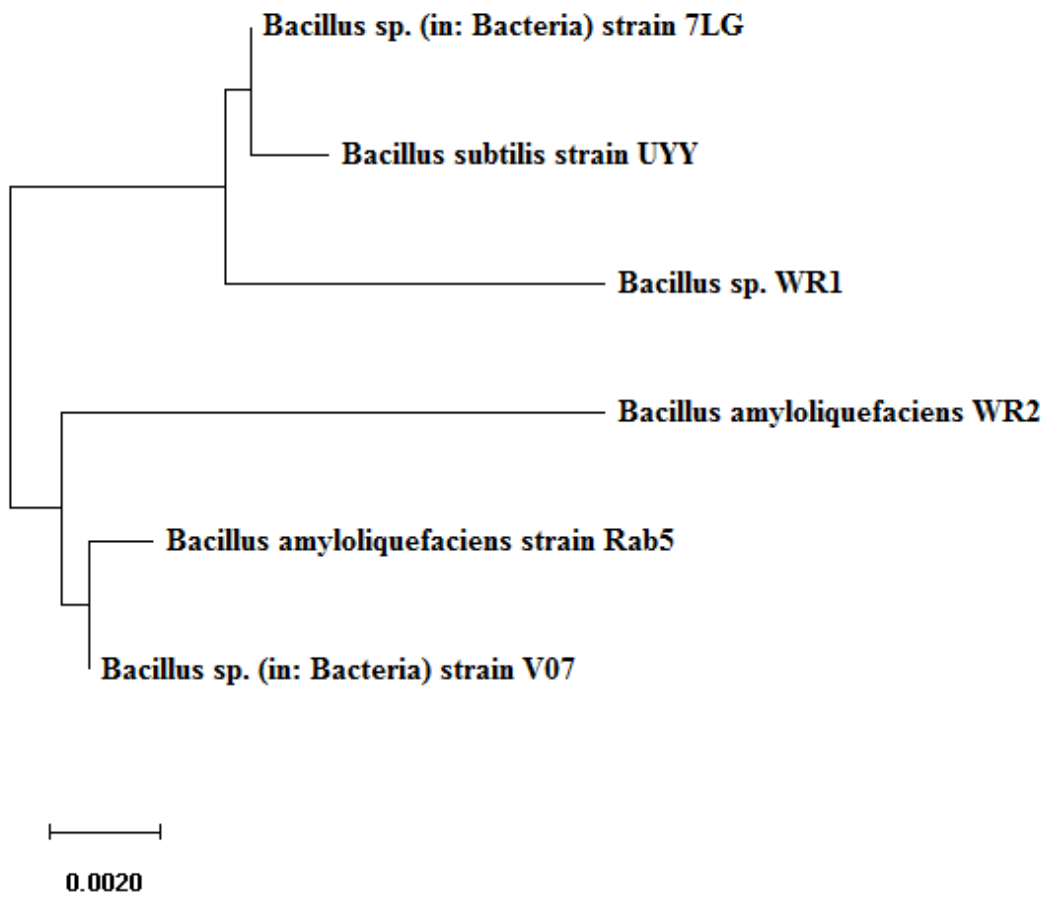 Bacillus sp. (in: Bacteria) strain 7LG
Bacillus subtilis strain UYY
Bacillus sp. WR1
Bacillus amyloliquefaciens WR2
Bacillus amyloliquefaciens strain Rab5
Bacillus sp. (in: Bacteria) strain V07
0.0020